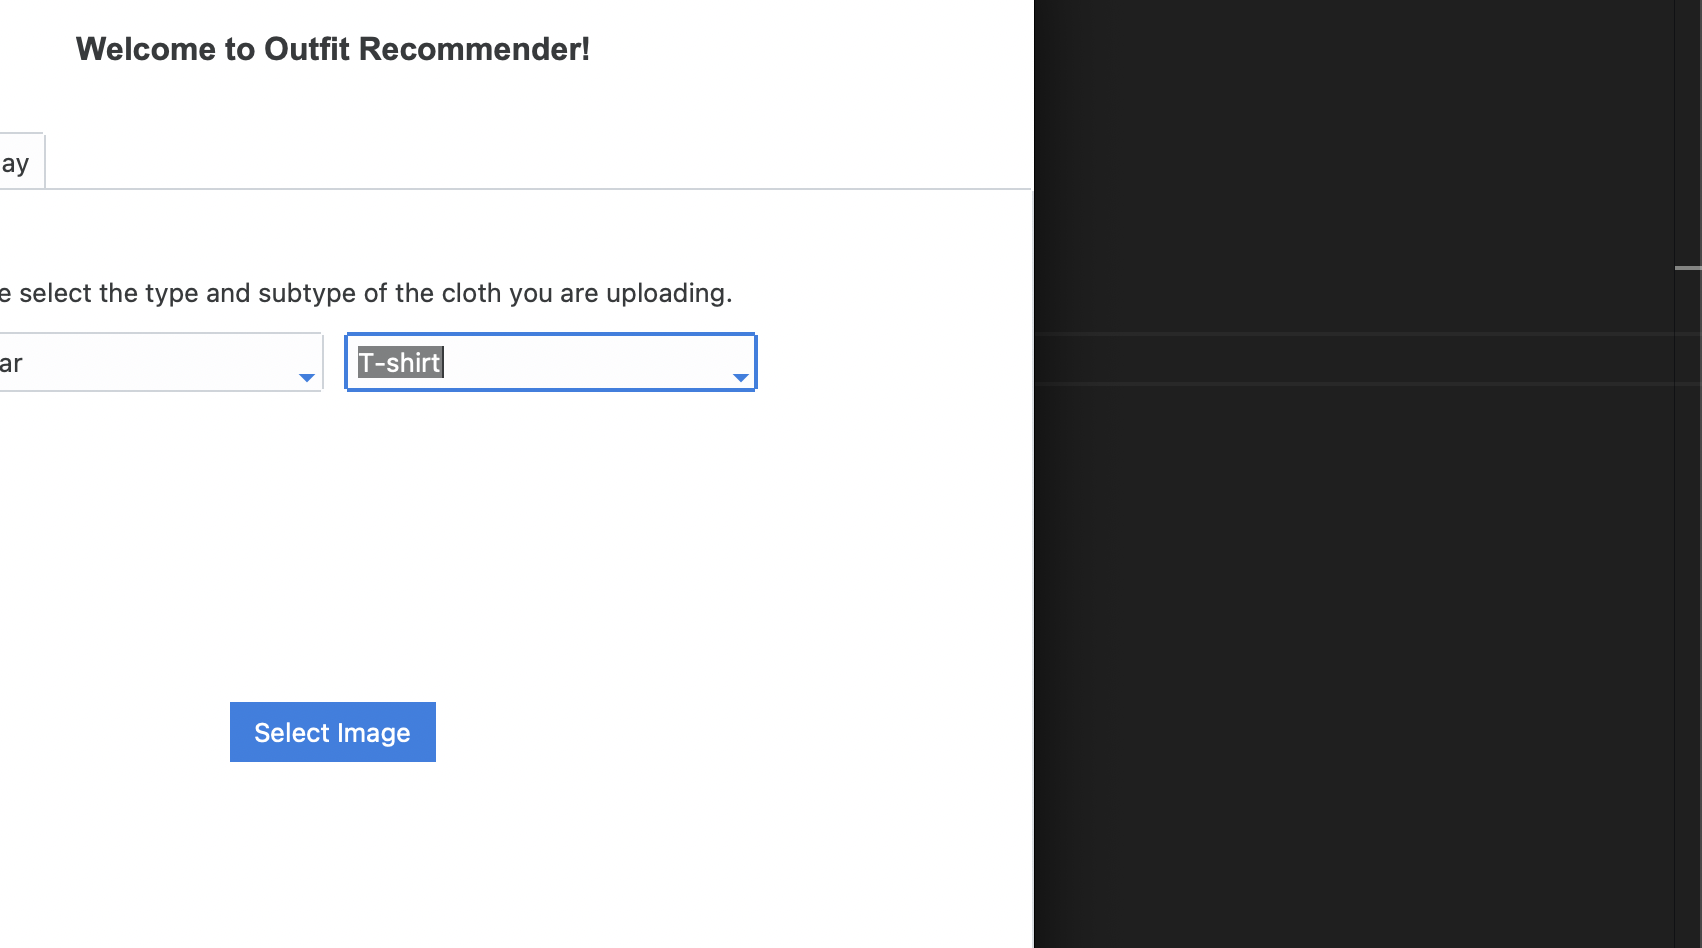 Welcome to Outfit Recommender!
ay
e select the type and subtype of the cloth you are uploading.
ar
T-shirt
Select Image